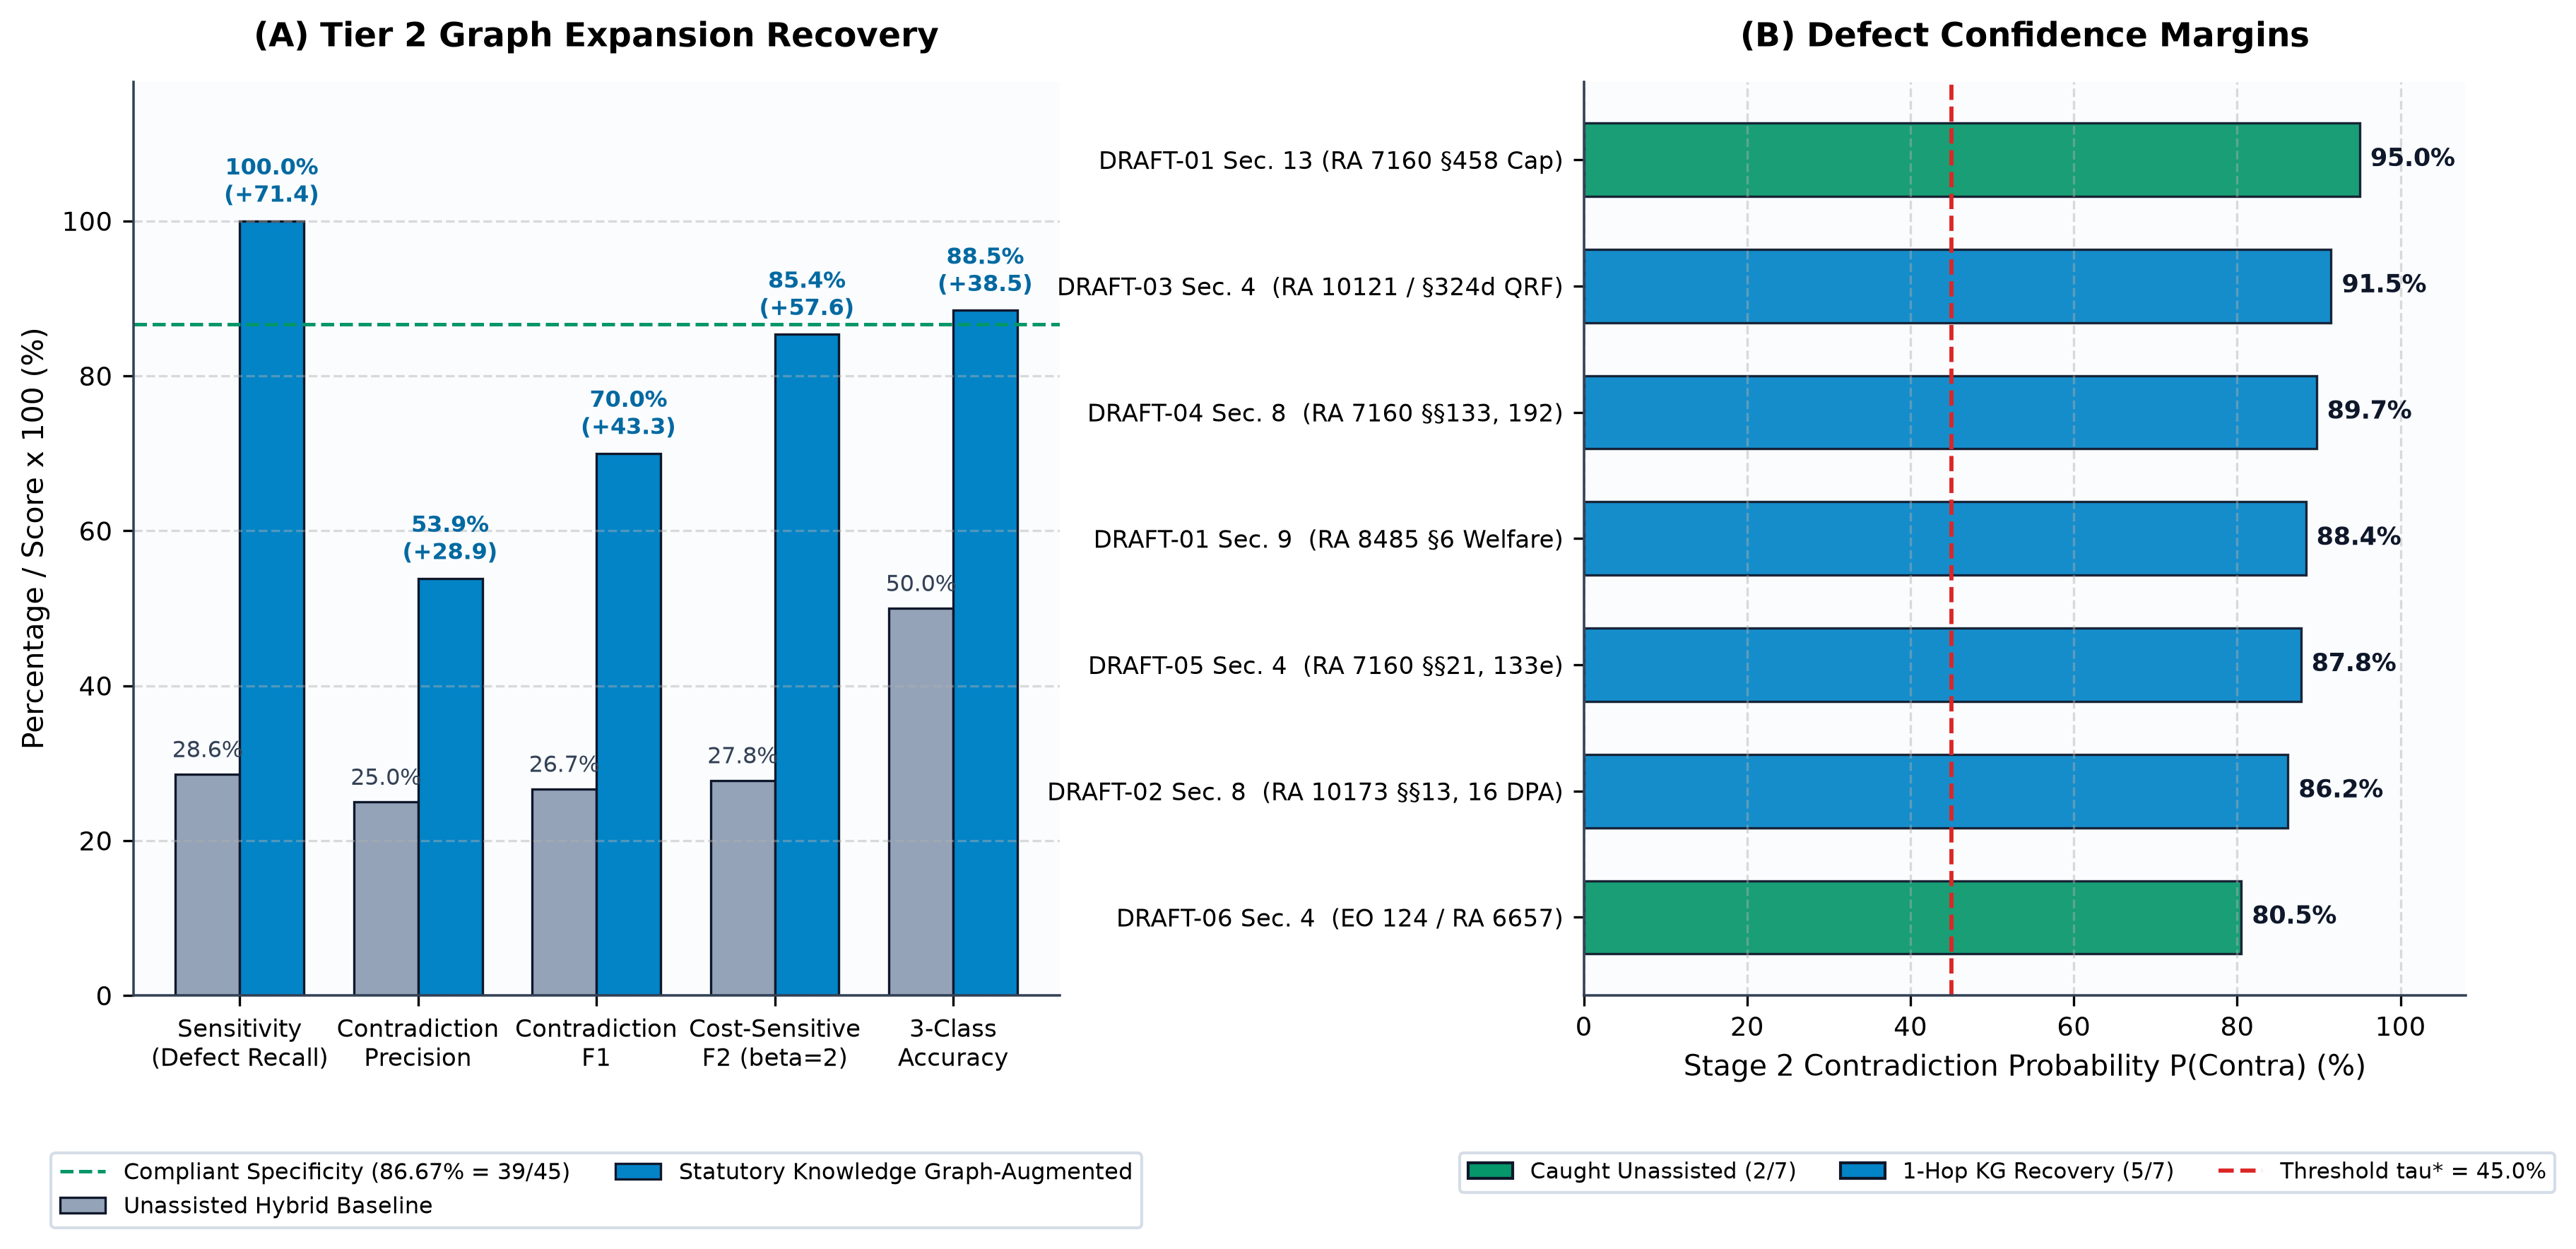 (A) Tier 2 Graph Expansion Recovery
Percentage / Score x 100 (%)
100
80
60
40
20
0
28.6%
100.0%
(+71.4)
25.0%
53.9%
(+28.9)
26.7%
70.0%
(+43.3)
27.8%
85.4%
(+57.6)
50.0%
88.5%
(+38.5)
Sensitivity
(Defect Recall)
Contradiction
Precision
Contradiction
F1
Cost-Sensitive
F2 (beta=2)
3-Class
Accuracy
Compliant Specificity (86.67% = 39/45)
Unassisted Hybrid Baseline
Statutory Knowledge Graph-Augmented
(B) Defect Confidence Margins
DRAFT-01 Sec. 13 (RA 7160 §458 Cap)
95.0%
DRAFT-03 Sec. 4 (RA 10121 / §324d QRF)
91.5%
DRAFT-04 Sec. 8 (RA 7160 §§133, 192)
89.7%
DRAFT-01 Sec. 9 (RA 8485 §6 Welfare)
88.4%
DRAFT-05 Sec. 4 (RA 7160 §§21, 133e)
87.8%
DRAFT-02 Sec. 8 (RA 10173 §§13, 16 DPA)
86.2%
DRAFT-06 Sec. 4 (EO 124 / RA 6657)
80.5%
0
20
40
60
80
100
Stage 2 Contradiction Probability P(Contra) (%)
Caught Unassisted (2/7)
1-Hop KG Recovery (5/7)
Threshold tau* = 45.0%